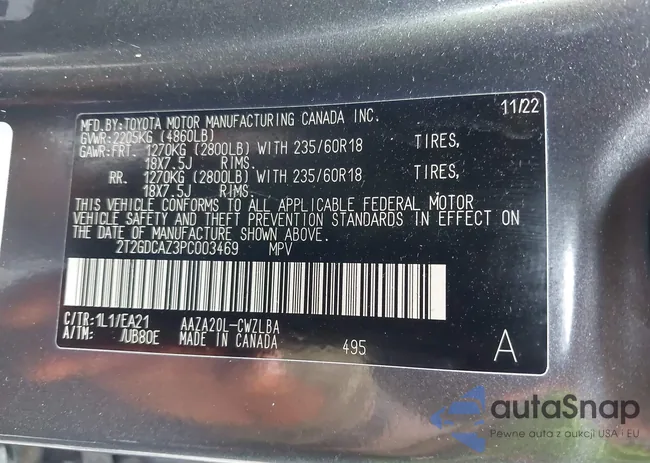 MFD.BY:TOYOTA MOTOR MANUFACTURING CANADA INC. 11/22
GVWR:2205KG (4860LB)
GAWR:FRT. 1270KG (2800LB) WITH 235/60R18 TIRES,
18X7.5J RIMS.
RR. 1270KG (2800LB) WITH 235/60R18 TIRES,
18X7.5J RIMS.
THIS VEHICLE CONFORMS TO ALL APPLICABLE FEDERAL MOTOR
VEHICLE SAFETY AND THEFT PREVENTION STANDARDS IN EFFECT ON
THE DATE OF MANUFACTURE SHOWN ABOVE.
2T2GDCAZ3PC003469 MPV
C/TR:1L1/EA21 AAZA20L-CWZLBA
A/TM: /UB80E MADE IN CANADA 495 A
autaSnap
Pewne auta z aukcji USA i EU